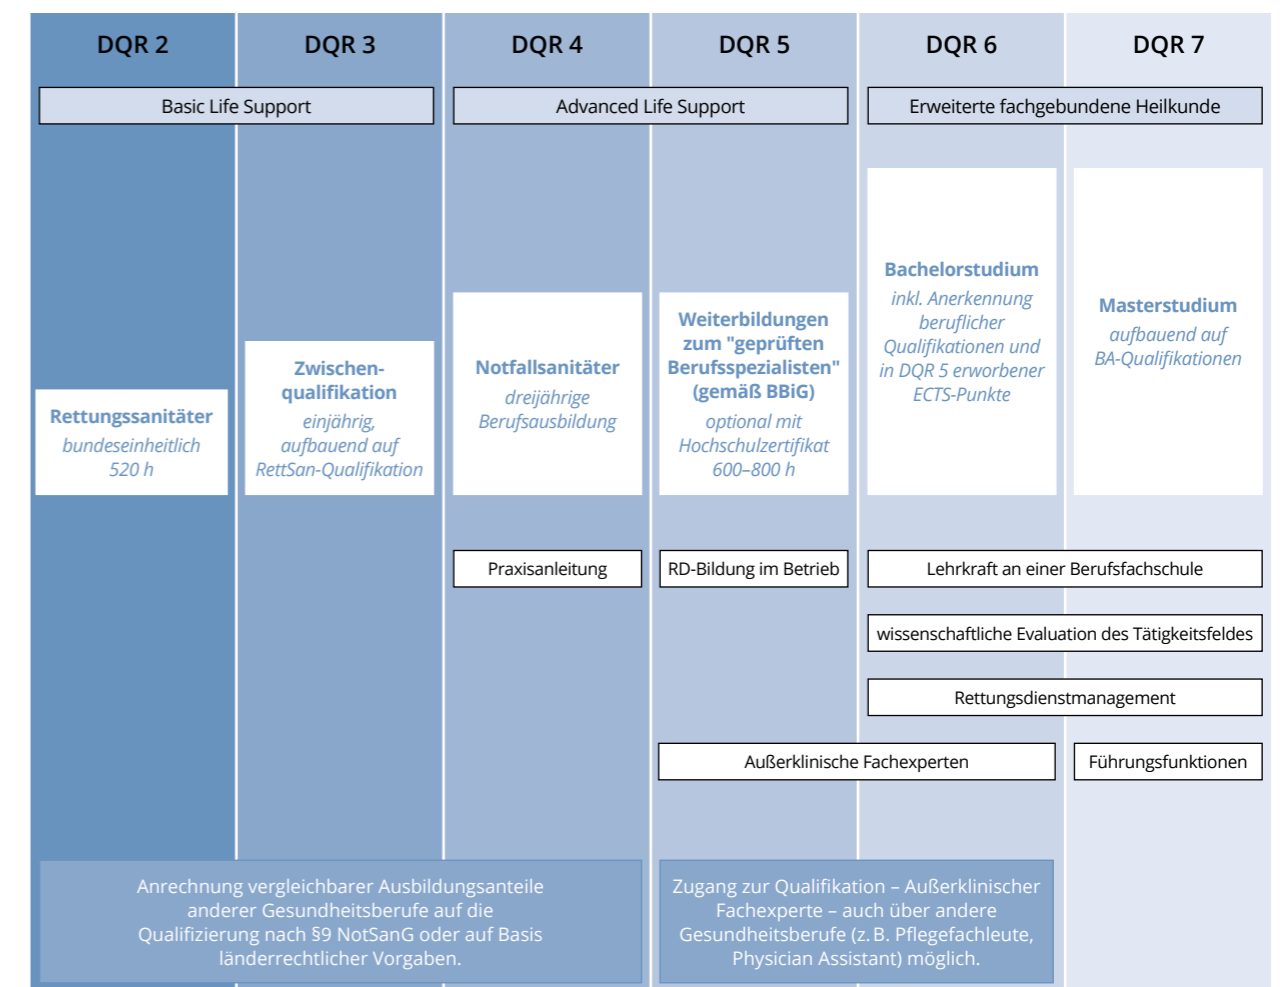 DQR 2
DQR 3
DQR 4
DQR 5
DQR 6
DQR 7
Basic Life Support
Advanced Life Support
Erweiterte fachgebundene Heilkunde
Rettungssanitäter
bundeseinheitlich
520 h
Zwischen-
qualifikation
einjährig,
aufbauend auf
RettSan-Qualifikation
Notfallsanitäter
dreijährige
Berufsausbildung
Weiterbildungen
zum "geprüften
Berufsspezialisten"
(gemäß BBiG)
optional mit
Hochschulzertifikat
600–800 h
Bachelorstudium
inkl. Anerkennung
beruflicher
Qualifikationen und
in DQR 5 erworbener
ECTS-Punkte
Masterstudium
aufbauend auf
BA-Qualifikationen
Praxisanleitung
RD-Bildung im Betrieb
Lehrkraft an einer Berufsfachschule
wissenschaftliche Evaluation des Tätigkeitsfeldes
Rettungsdienstmanagement
Außerklinische Fachexperten
Führungsfunktionen
Anrechnung vergleichbarer Ausbildungsanteile
anderer Gesundheitsberufe auf die
Qualifizierung nach §9 NotSanG oder auf Basis
länderrechtlicher Vorgaben.
Zugang zur Qualifikation – Außerklinischer
Fachexperte – auch über andere
Gesundheitsberufe (z. B. Pflegefachleute,
Physician Assistant) möglich.